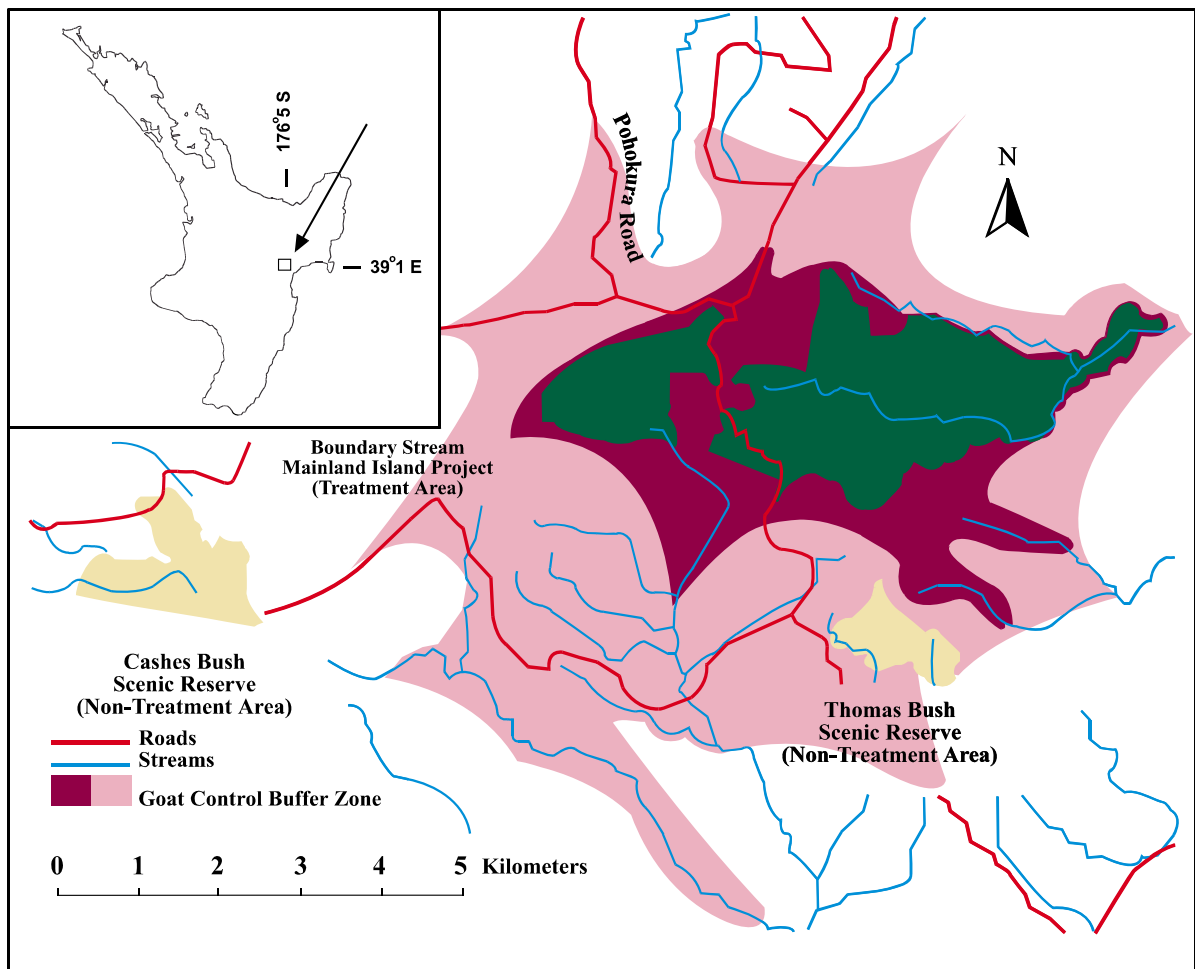 176°5 S
39°1 E
Pohokura Road
N
Boundary Stream
Mainland Island Project
(Treatment Area)
Cashes Bush
Scenic Reserve
(Non-Treatment Area)
Thomas Bush
Scenic Reserve
(Non-Treatment Area)
Roads
Streams
Goat Control Buffer Zone
0 1 2 3 4 5 Kilometers